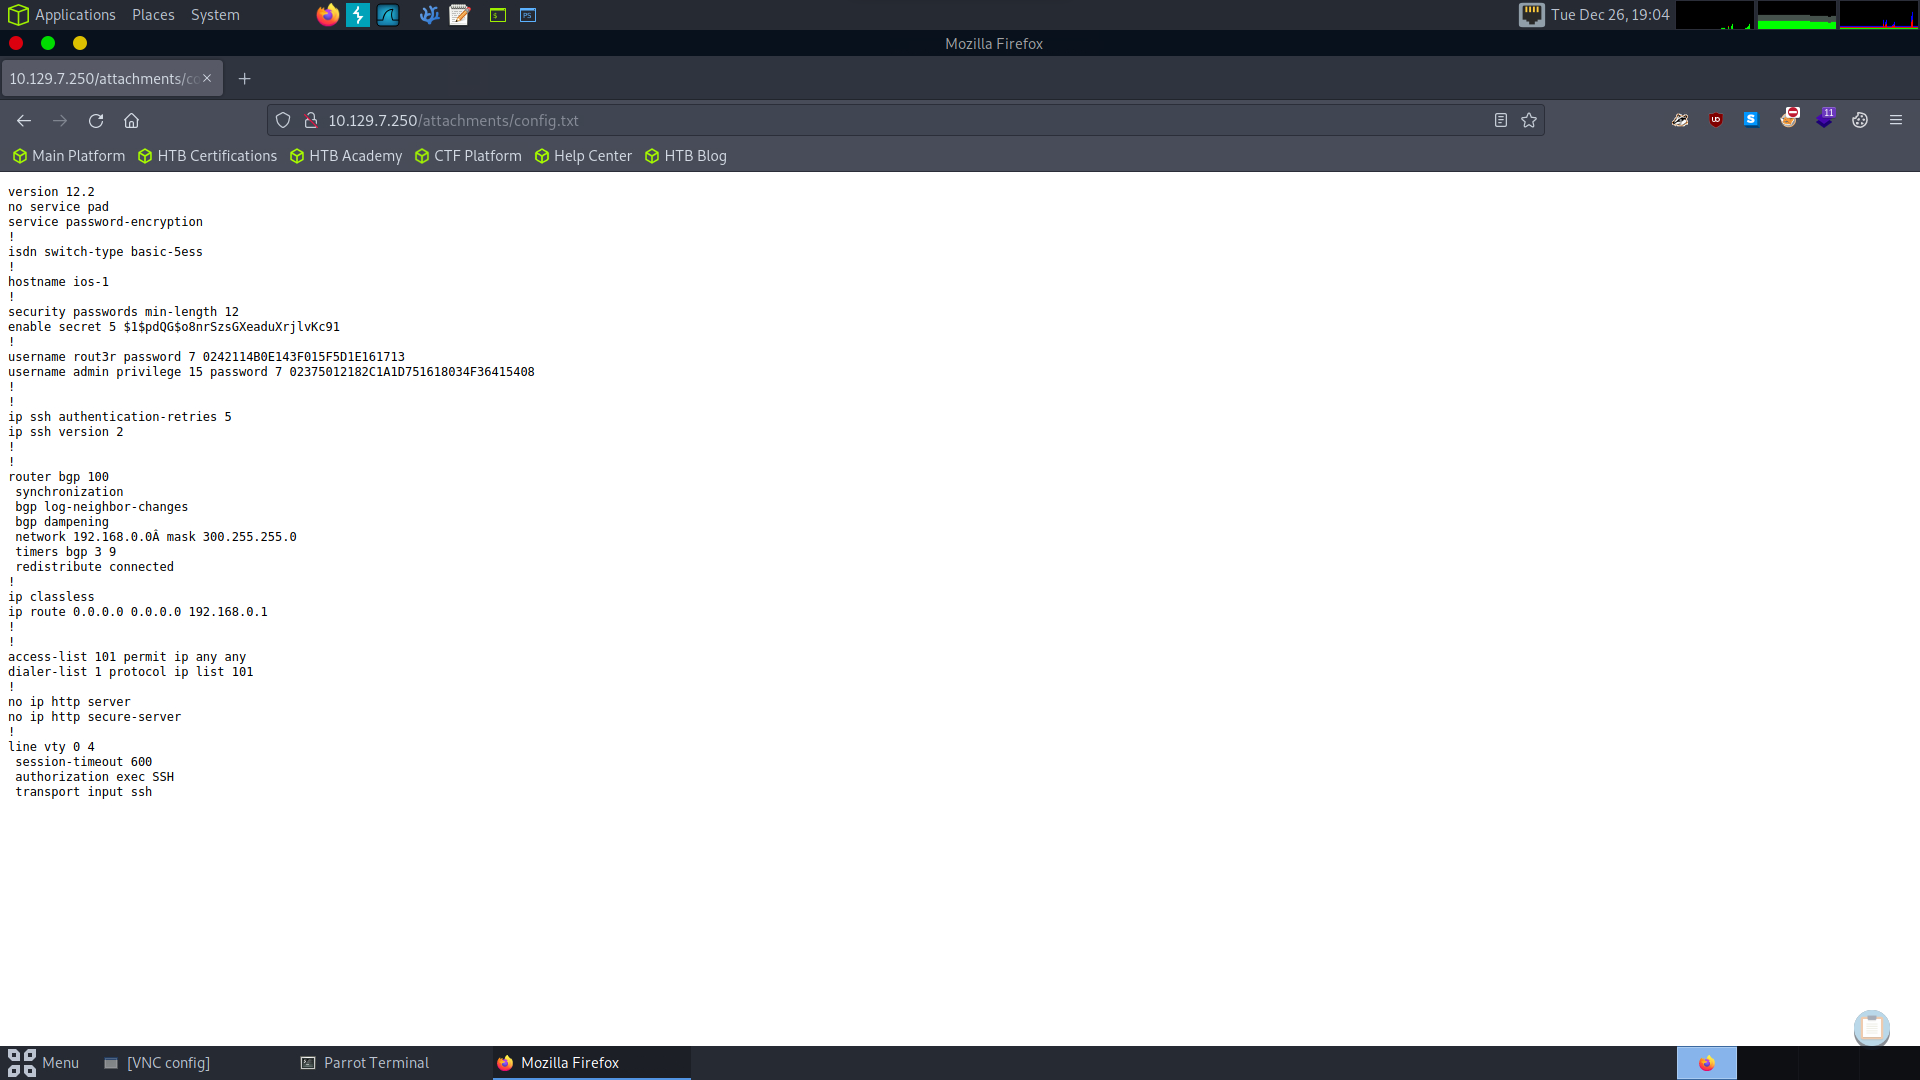 Applications Places System
Tue Dec 26, 19:04
Mozilla Firefox
10.129.7.250/attachments/co
10.129.7.250/attachments/config.txt
11
Main Platform HTB Certifications HTB Academy CTF Platform Help Center HTB Blog
version 12.2
no service pad
service password-encryption
!
isdn switch-type basic-5ess
!
hostname ios-1
!
security passwords min-length 12
enable secret 5 $1$pdQG$o8nrSzsGXeaduXrjlvKc91
!
username rout3r password 7 0242114B0E143F015F5D1E161713
username admin privilege 15 password 7 02375012182C1A1D751618034F36415408
!
!
ip ssh authentication-retries 5
ip ssh version 2
!
!
router bgp 100
 synchronization
 bgp log-neighbor-changes
 bgp dampening
 network 192.168.0.0Â mask 300.255.255.0
 timers bgp 3 9
 redistribute connected
!
ip classless
ip route 0.0.0.0 0.0.0.0 192.168.0.1
!
!
access-list 101 permit ip any any
dialer-list 1 protocol ip list 101
!
no ip http server
no ip http secure-server
!
line vty 0 4
 session-timeout 600
 authorization exec SSH
 transport input ssh
Menu [VNC config] Parrot Terminal Mozilla Firefox